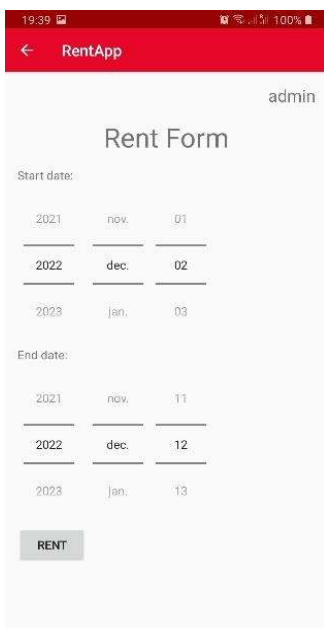 19:39 100%
RentApp
admin
Rent Form
Start date:
2021 nov. 01
2022 dec. 02
2023 jan. 03
End date:
2021 nov. 11
2022 dec. 12
2023 jan. 13
RENT